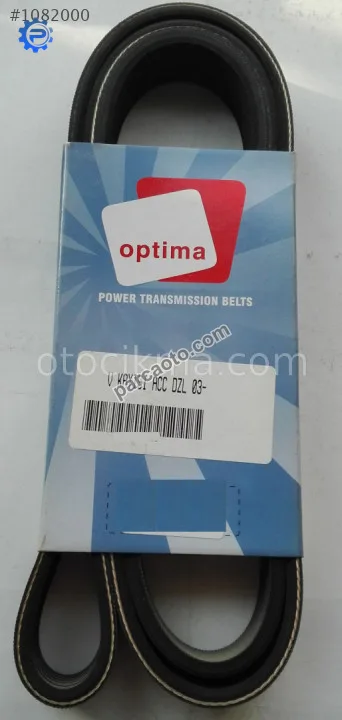 #1082000
optima
POWER TRANSMISSION BELTS
otocikma.com
parcaoto.com
V KAYISI ACC DZL 03-